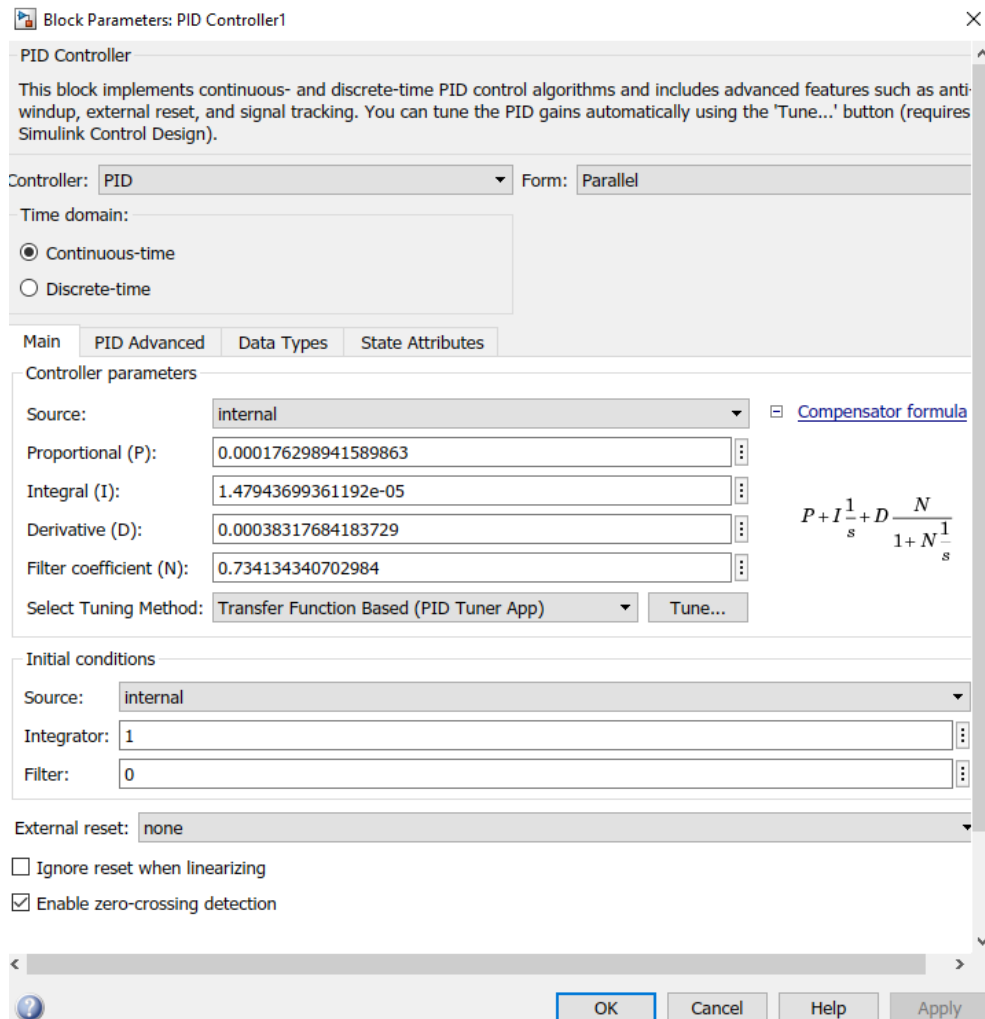 Block Parameters: PID Controller1
PID Controller
This block implements continuous- and discrete-time PID control algorithms and includes advanced features such as anti-
windup, external reset, and signal tracking. You can tune the PID gains automatically using the 'Tune...' button (requires
Simulink Control Design).
Controller: PID Form: Parallel
Time domain:
Continuous-time
Discrete-time
Main PID Advanced Data Types State Attributes
Controller parameters
Source: internal Compensator formula
Proportional (P): 0.000176298941589863
Integral (I): 1.47943699361192e-05
Derivative (D): 0.00038317684183729
P+I 1/s +D N/(1+N 1/s)
Filter coefficient (N): 0.734134340702984
Select Tuning Method: Transfer Function Based (PID Tuner App) Tune...
Initial conditions
Source: internal
Integrator: 1
Filter: 0
External reset: none
Ignore reset when linearizing
Enable zero-crossing detection
OK Cancel Help Apply